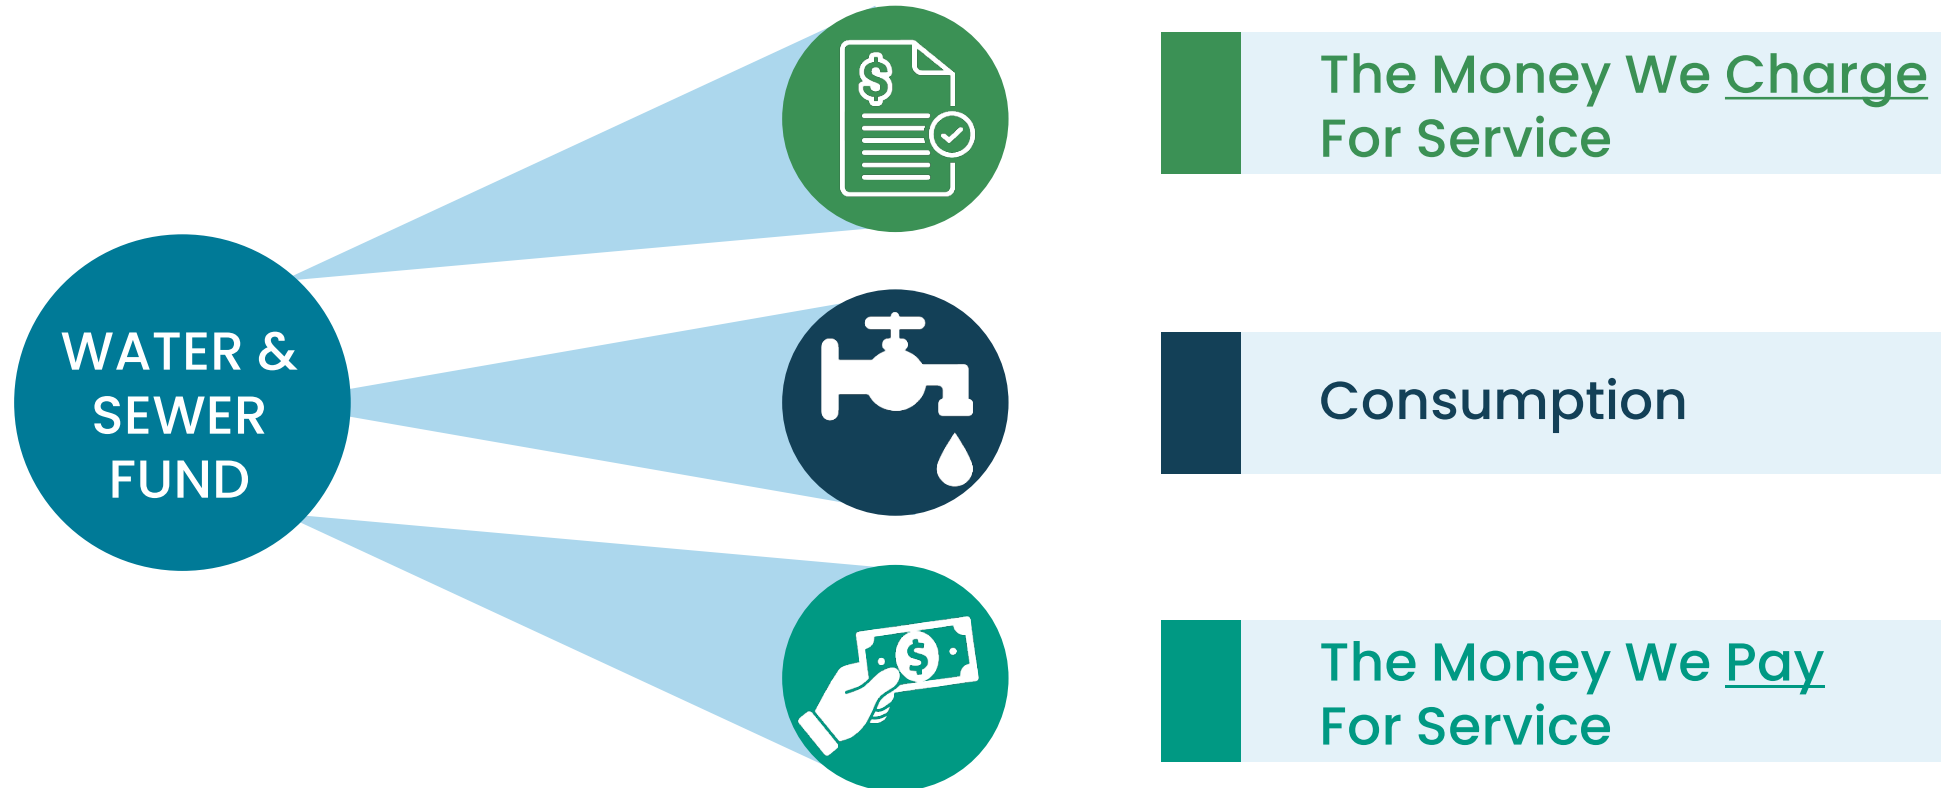 WATER &
SEWER
FUND
$
The Money We Charge
For Service
Consumption
$
The Money We Pay
For Service